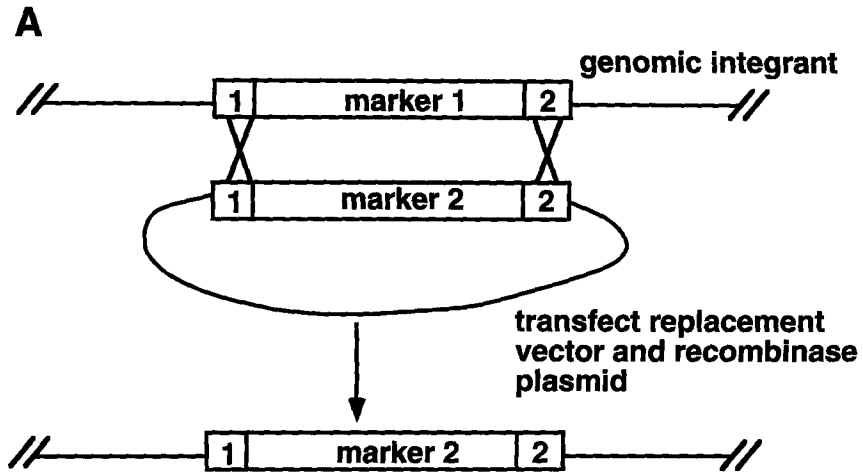 A
genomic integrant
1 marker 1 2
1 marker 2 2
transfect replacement
vector and recombinase
plasmid
1 marker 2 2